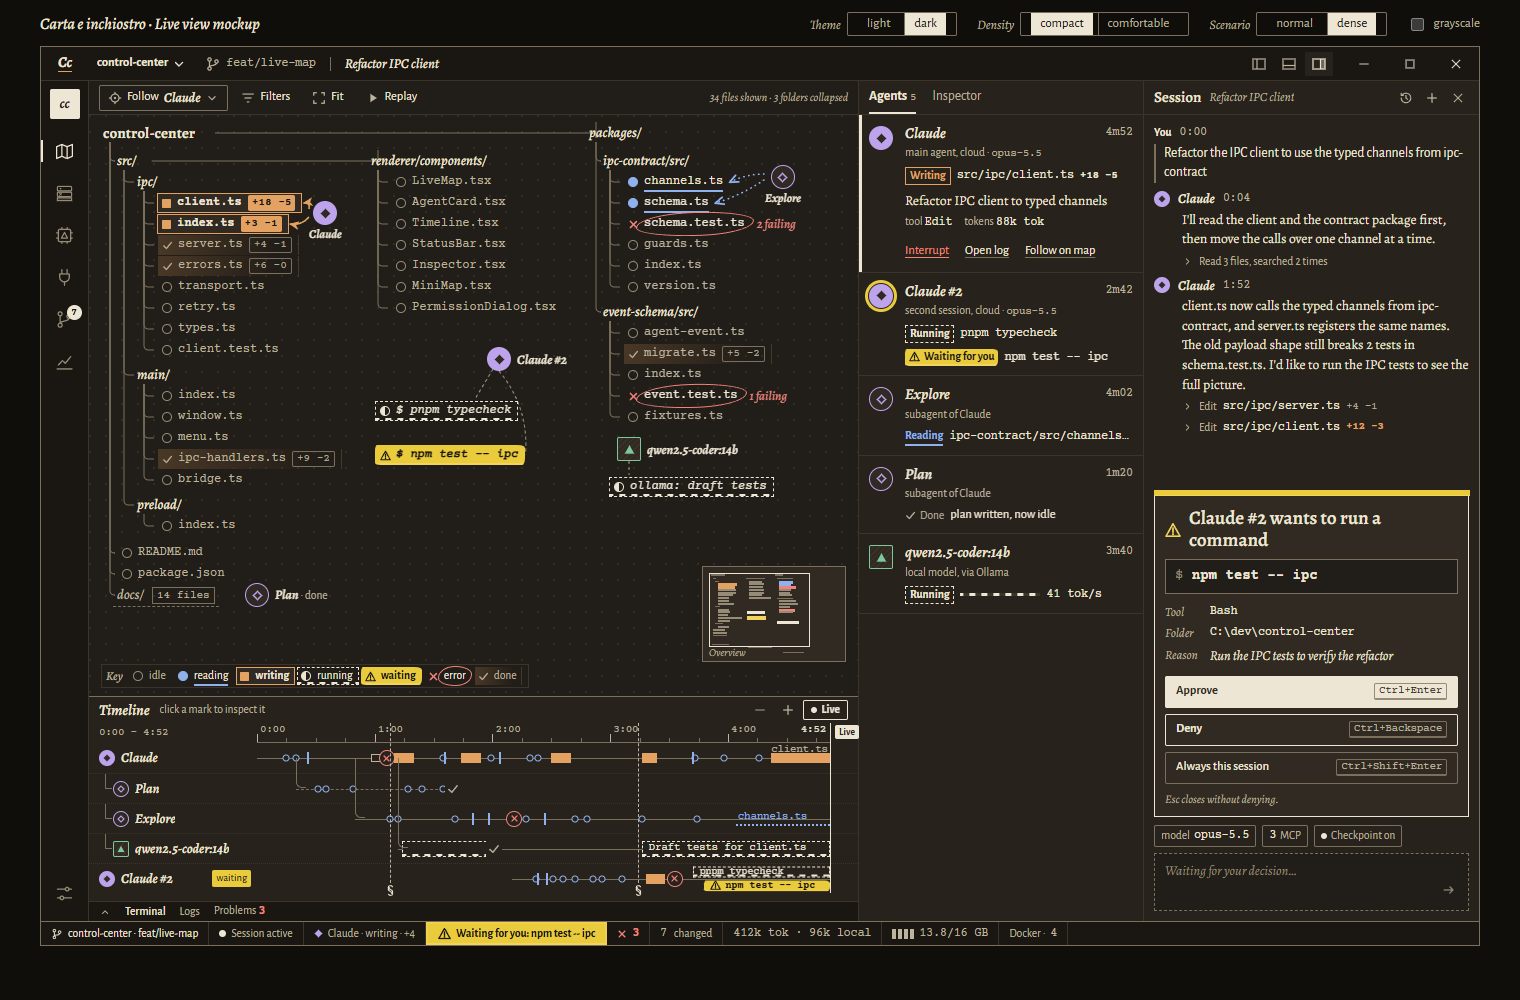 Carta e inchiostro · Live view mockup
Theme light dark Density compact comfortable Scenario normal dense grayscale
Cc control-center feat/live-map Refactor IPC client
cc
7
Follow Claude Filters Fit Replay 34 files shown · 3 folders collapsed
control-center
src/
ipc/
client.ts +18 -5
index.ts +3 -1
server.ts +4 -1
errors.ts +6 -0
transport.ts
retry.ts
types.ts
client.test.ts
Claude
main/
index.ts
window.ts
menu.ts
ipc-handlers.ts +9 -2
bridge.ts
preload/
index.ts
README.md
package.json
docs/ 14 files
Plan · done
renderer/components/
LiveMap.tsx
AgentCard.tsx
Timeline.tsx
StatusBar.tsx
Inspector.tsx
MiniMap.tsx
PermissionDialog.tsx
Claude #2
$ pnpm typecheck
$ npm test -- ipc
packages/
ipc-contract/src/
channels.ts
schema.ts
schema.test.ts 2 failing
guards.ts
index.ts
version.ts
Explore
event-schema/src/
agent-event.ts
migrate.ts +5 -2
index.ts
event.test.ts 1 failing
fixtures.ts
qwen2.5-coder:14b
ollama: draft tests
Overview
Key idle reading writing running waiting error done
Timeline click a mark to inspect it Live
0:00 – 4:52 0:00 1:00 2:00 3:00 4:00 4:52 Live
Claude client.ts
Plan
Explore channels.ts
qwen2.5-coder:14b Draft tests for client.ts
Claude #2 waiting pnpm typecheck
npm test -- ipc
§ §
Terminal Logs Problems 3
Agents 5 Inspector
Claude 4m52
main agent, cloud · opus-5.5
Writing src/ipc/client.ts +18 -5
Refactor IPC client to typed channels
tool Edit tokens 88k tok
Interrupt Open log Follow on map
Claude #2 2m42
second session, cloud · opus-5.5
Running pnpm typecheck
Waiting for you npm test -- ipc
Explore 4m02
subagent of Claude
Reading ipc-contract/src/channels…
Plan 1m20
subagent of Claude
Done plan written, now idle
qwen2.5-coder:14b 3m40
local model, via Ollama
Running 41 tok/s
Session Refactor IPC client
You 0:00
Refactor the IPC client to use the typed channels from ipc-
contract
Claude 0:04
I'll read the client and the contract package first,
then move the calls over one channel at a time.
Read 3 files, searched 2 times
Claude 1:52
client.ts now calls the typed channels from ipc-
contract, and server.ts registers the same names.
The old payload shape still breaks 2 tests in
schema.test.ts. I'd like to run the IPC tests to see the
full picture.
Edit src/ipc/server.ts +4 -1
Edit src/ipc/client.ts +12 -3
Claude #2 wants to run a
command
$ npm test -- ipc
Tool Bash
Folder C:\dev\control-center
Reason Run the IPC tests to verify the refactor
Approve Ctrl+Enter
Deny Ctrl+Backspace
Always this session Ctrl+Shift+Enter
Esc closes without denying.
model opus-5.5 3 MCP Checkpoint on
Waiting for your decision…
control-center · feat/live-map Session active Claude · writing · +4 Waiting for you: npm test -- ipc 3 7 changed 412k tok · 96k local 13.8/16 GB Docker · 4